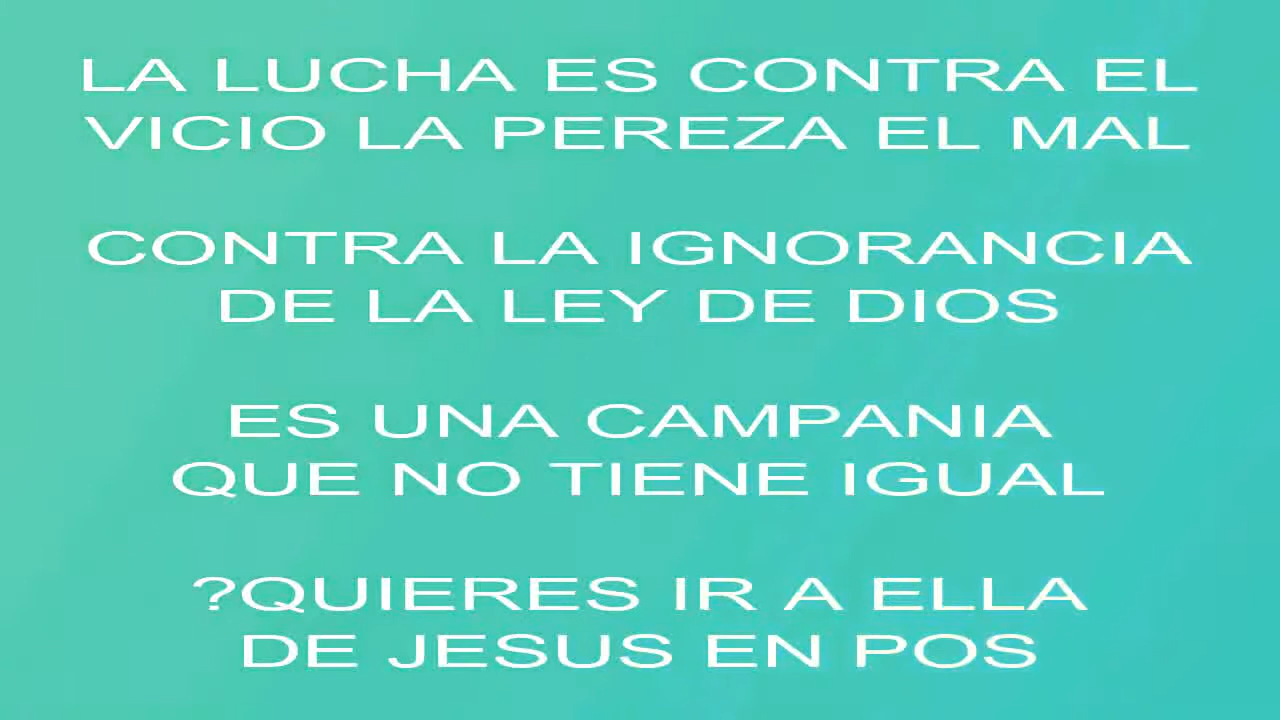 LA LUCHA ES CONTRA EL
VICIO LA PEREZA EL MAL
CONTRA LA IGNORANCIA
DE LA LEY DE DIOS
ES UNA CAMPANIA
QUE NO TIENE IGUAL
?QUIERES IR A ELLA
DE JESUS EN POS